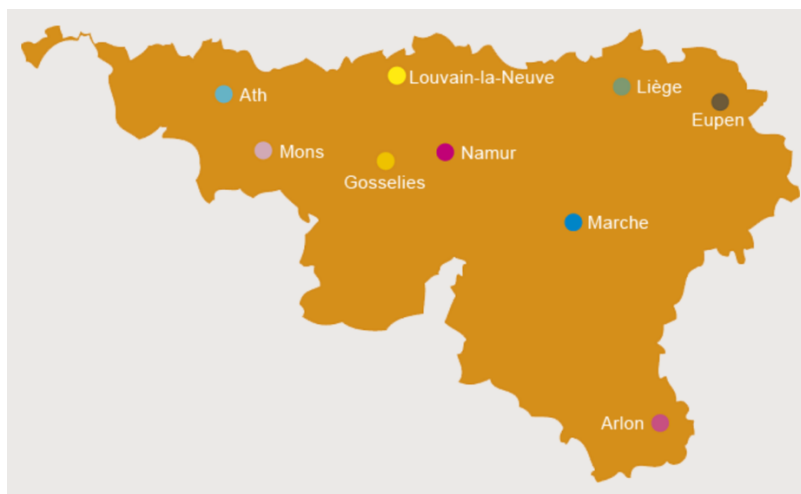 Louvain-la-Neuve
Liège
Ath
Eupen
Mons
Namur
Gosselies
Marche
Arlon